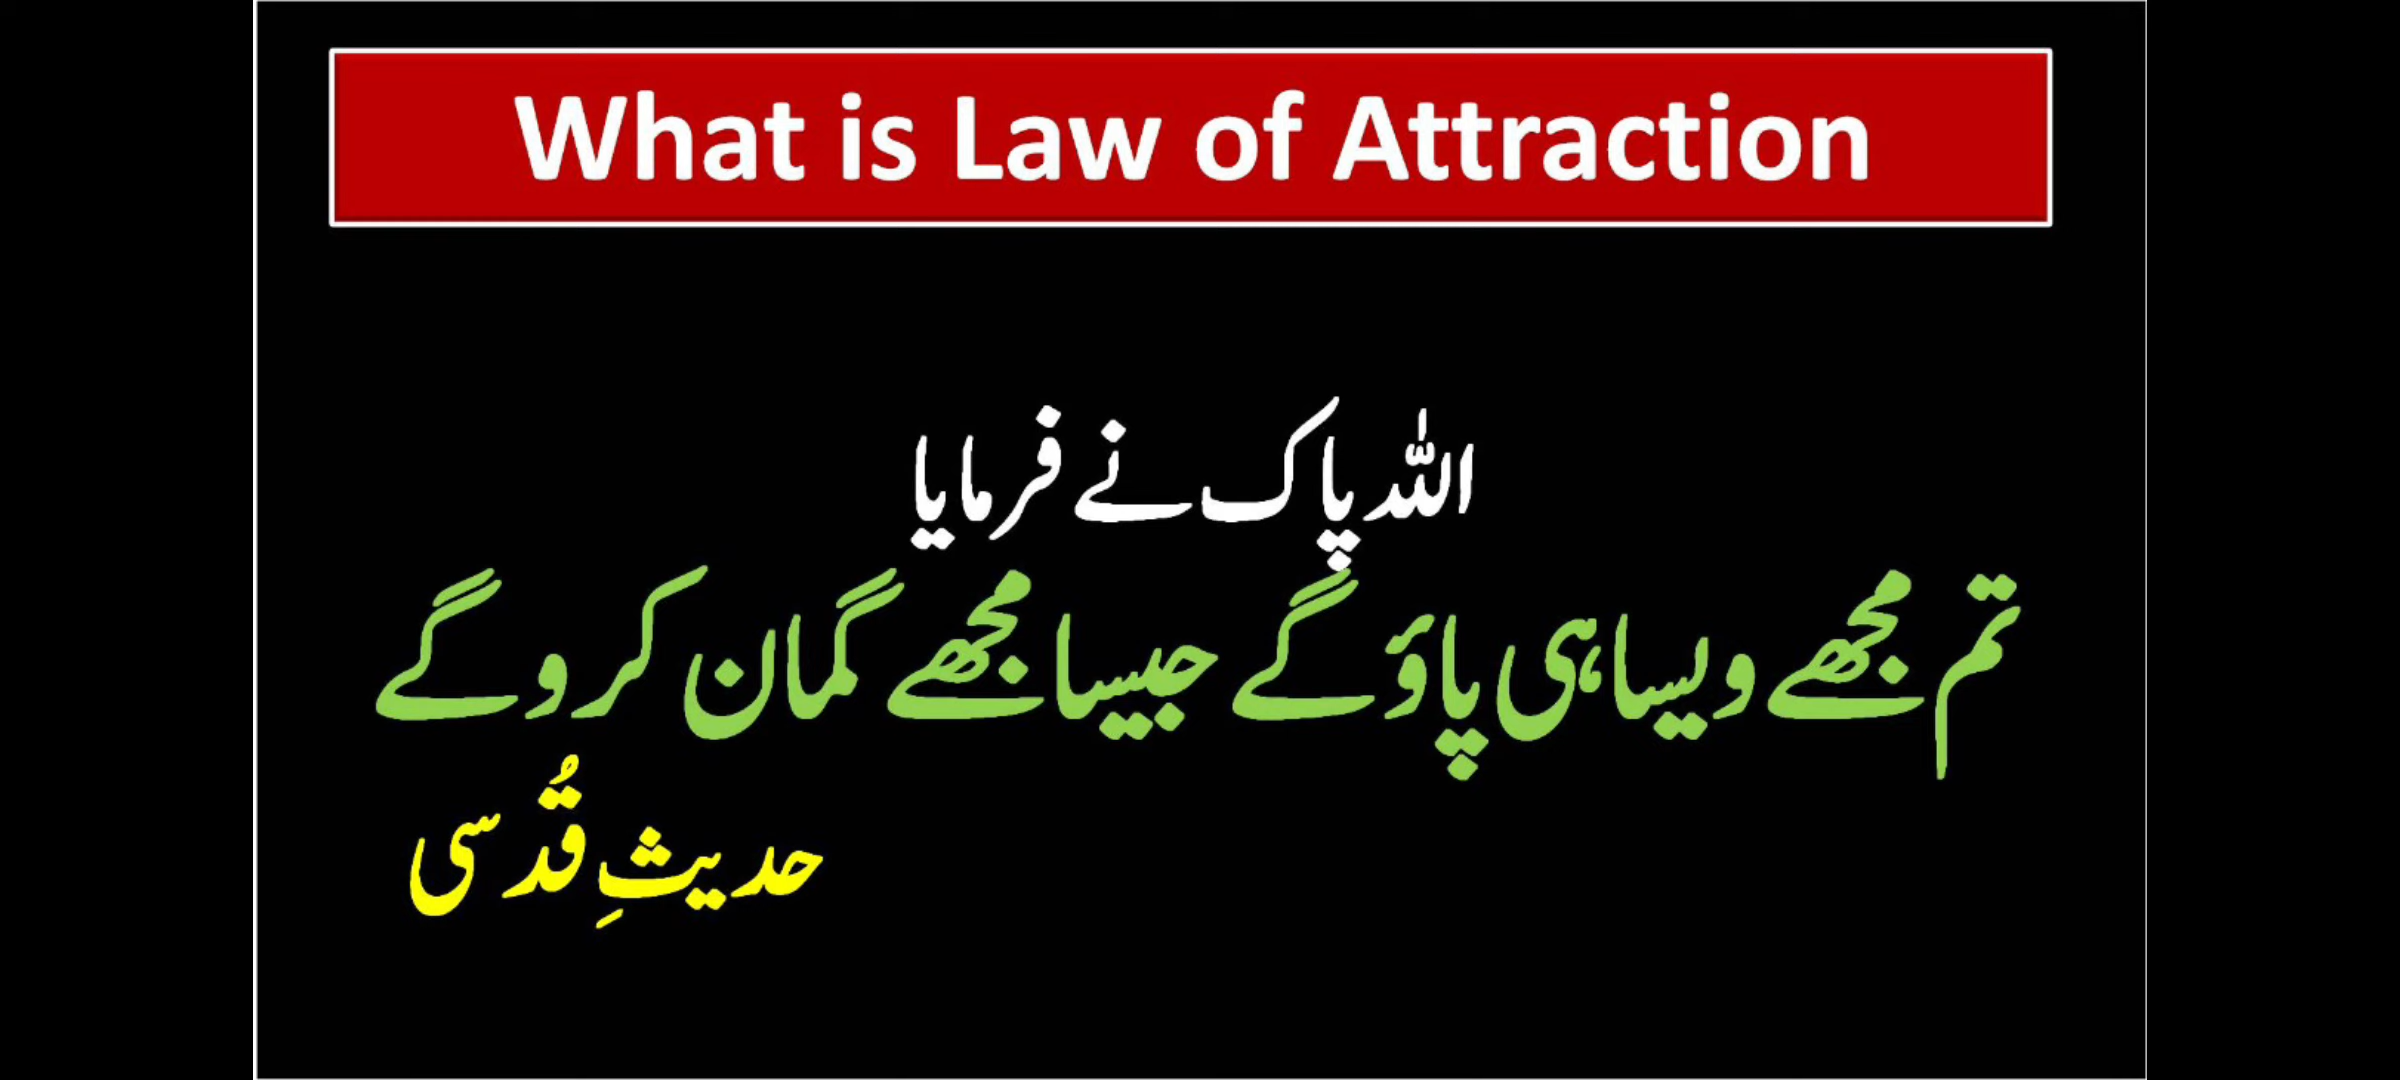 What is Law of Attraction
اللہ پاک نے فرمایا
تم مجھے ویسا ہی پاؤ گے جیسا مجھے گمان کرو گے
حدیثِ قُدسی